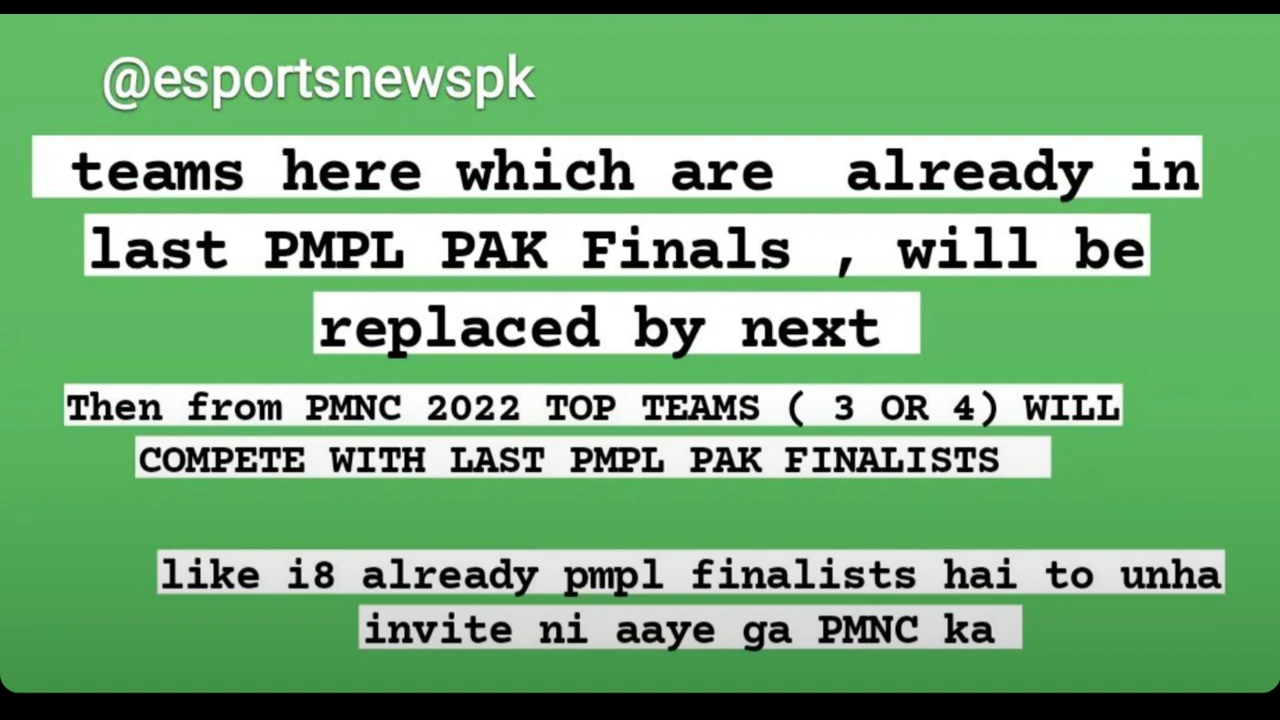 @esportsnewspk
teams here which are already in
last PMPL PAK Finals , will be
replaced by next
Then from PMNC 2022 TOP TEAMS ( 3 OR 4) WILL
COMPETE WITH LAST PMPL PAK FINALISTS
like i8 already pmpl finalists hai to unha
invite ni aaye ga PMNC ka